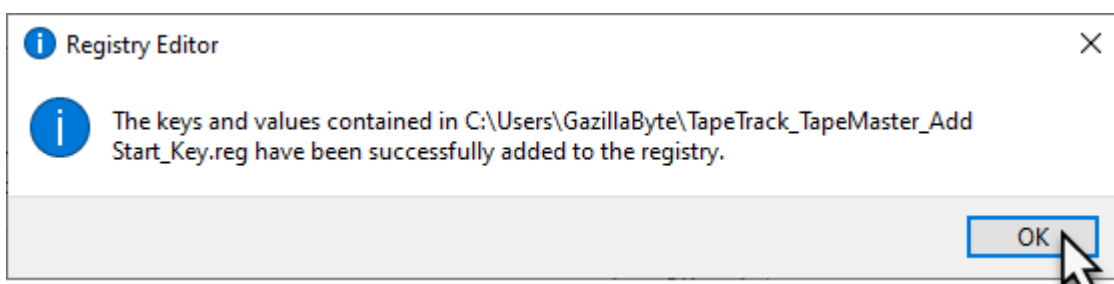 Registry Editor
The keys and values contained in C:\Users\GazillaByte\TapeTrack_TapeMaster_Add
Start_Key.reg have been successfully added to the registry.
OK